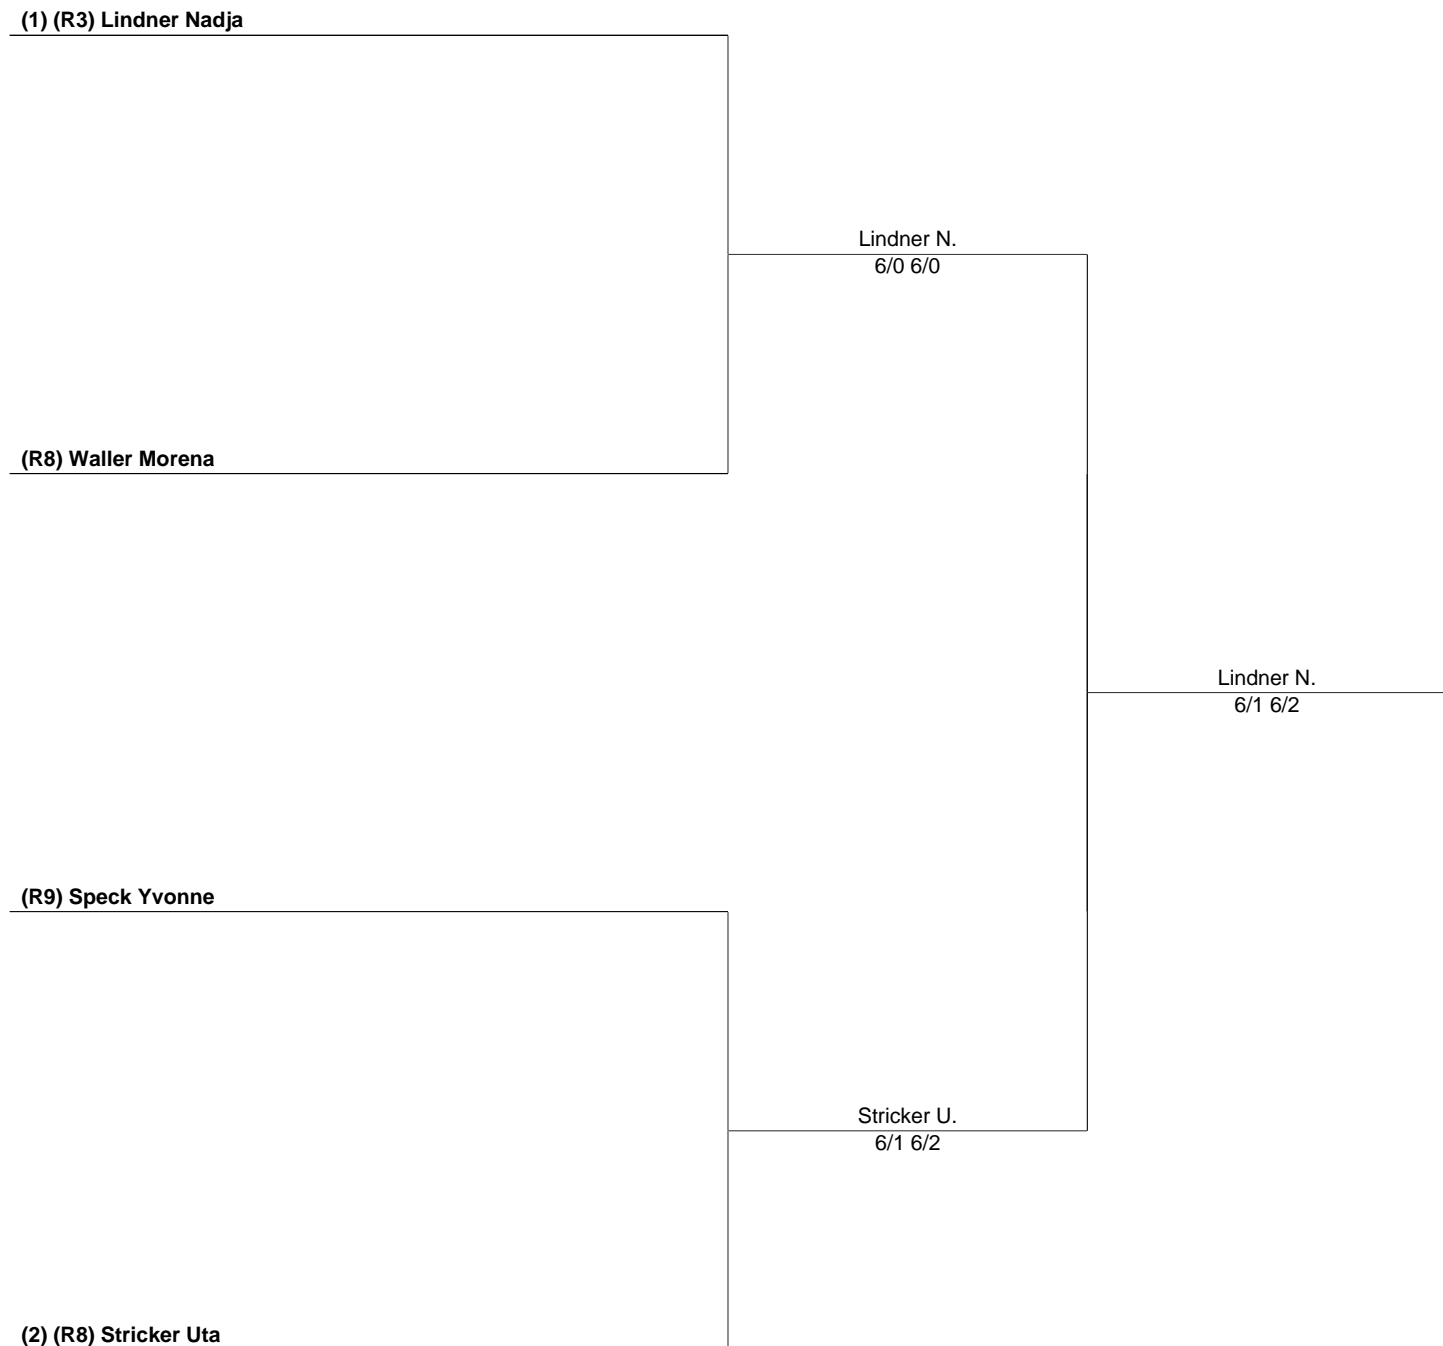 (1) (R3) Lindner Nadja
Lindner N.
6/0 6/0
(R8) Waller Morena
Lindner N.
6/1 6/2
(R9) Speck Yvonne
Stricker U.
6/1 6/2
(2) (R8) Stricker Uta